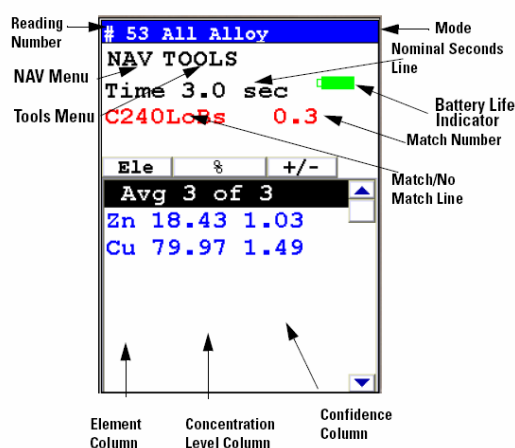 Reading
Number
# 53 All Alloy
Mode
NAV TOOLS
Nominal Seconds
Line
NAV Menu
Time 3.0 sec
Tools Menu
C240LoBs 0.3
Battery Life
Indicator
Match Number
Ele % +/-
Match/No
Match Line
Avg 3 of 3
Zn 18.43 1.03
Cu 79.97 1.49
Element
Column
Concentration
Level Column
Confidence
Column